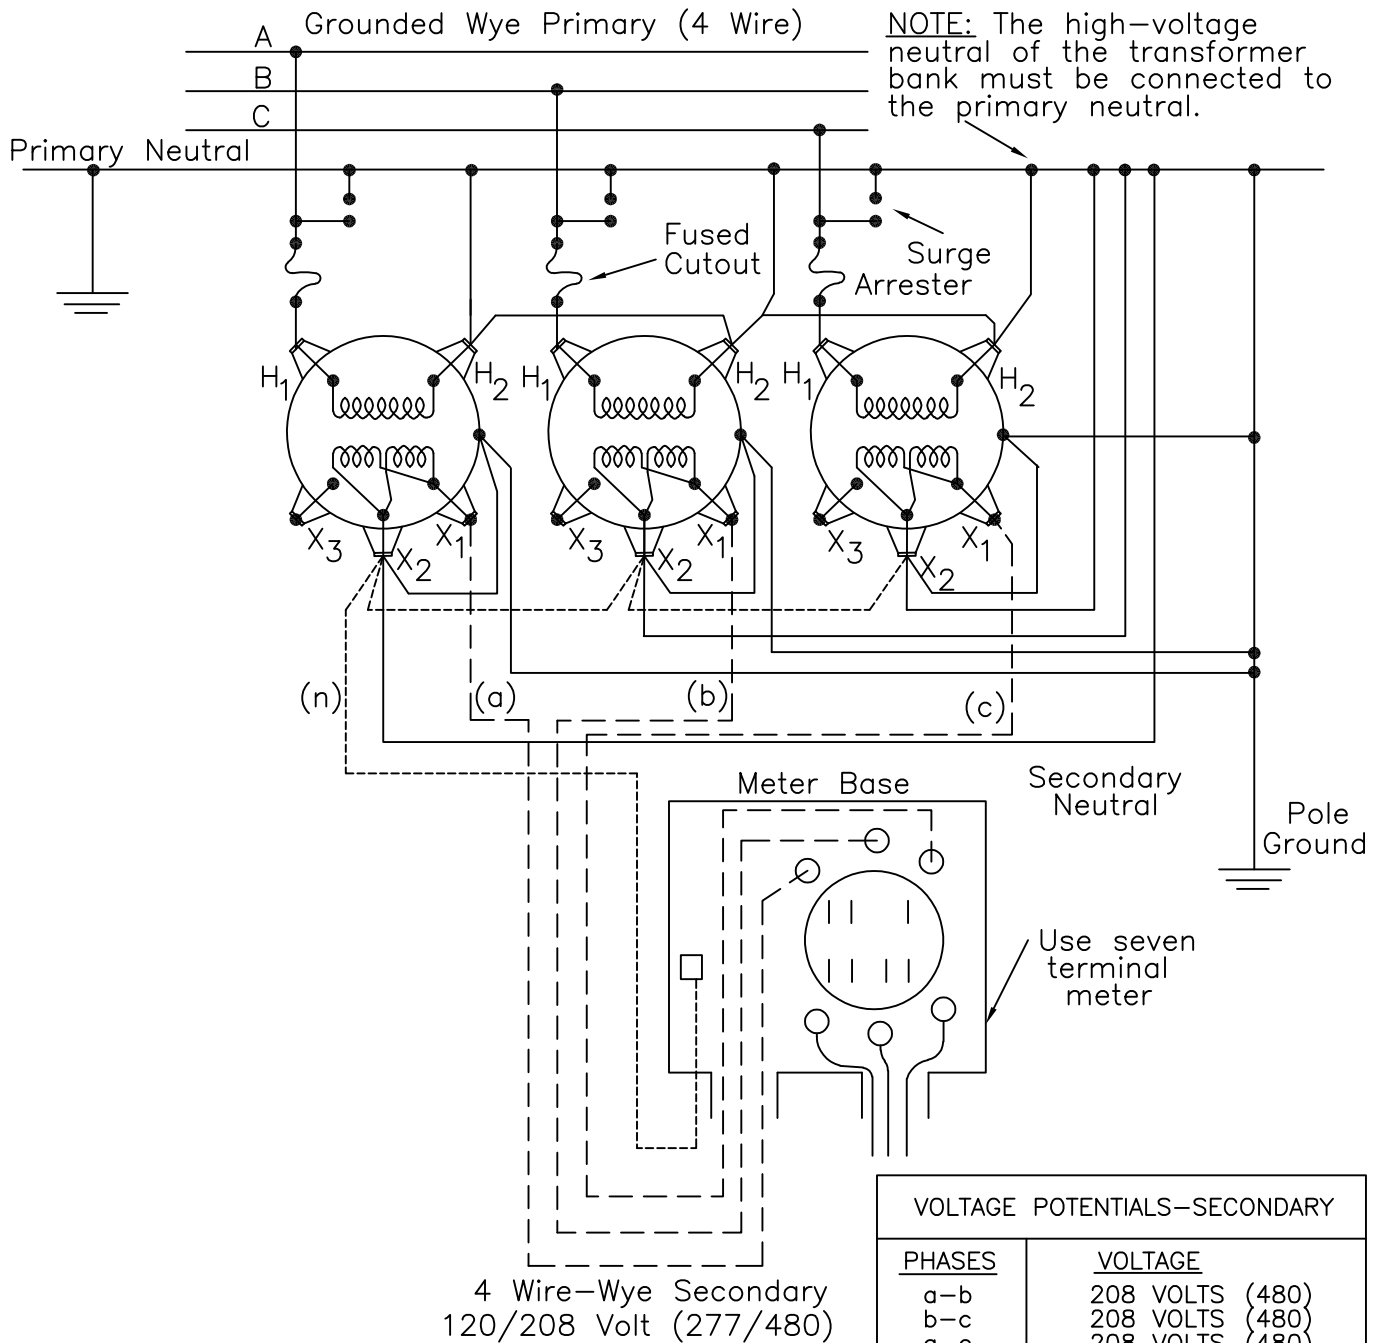 Grounded Wye Primary (4 Wire)
NOTE: The high-voltage
neutral of the transformer
bank must be connected to
the primary neutral.
A
B
C
Primary Neutral
Fused
Cutout
Surge
Arrester
H1
H2
H1
H2
H1
H2
X3
X2
X1
X3
X2
X1
X3
X2
X1
(n)
(a)
(b)
(c)
Meter Base
Secondary
Neutral
Pole
Ground
Use seven
terminal
meter
4 Wire-Wye Secondary
120/208 Volt (277/480)
VOLTAGE POTENTIALS-SECONDARY
PHASES VOLTAGE
a-b 208 VOLTS (480)
b-c 208 VOLTS (480)
208 VOLTS (480)